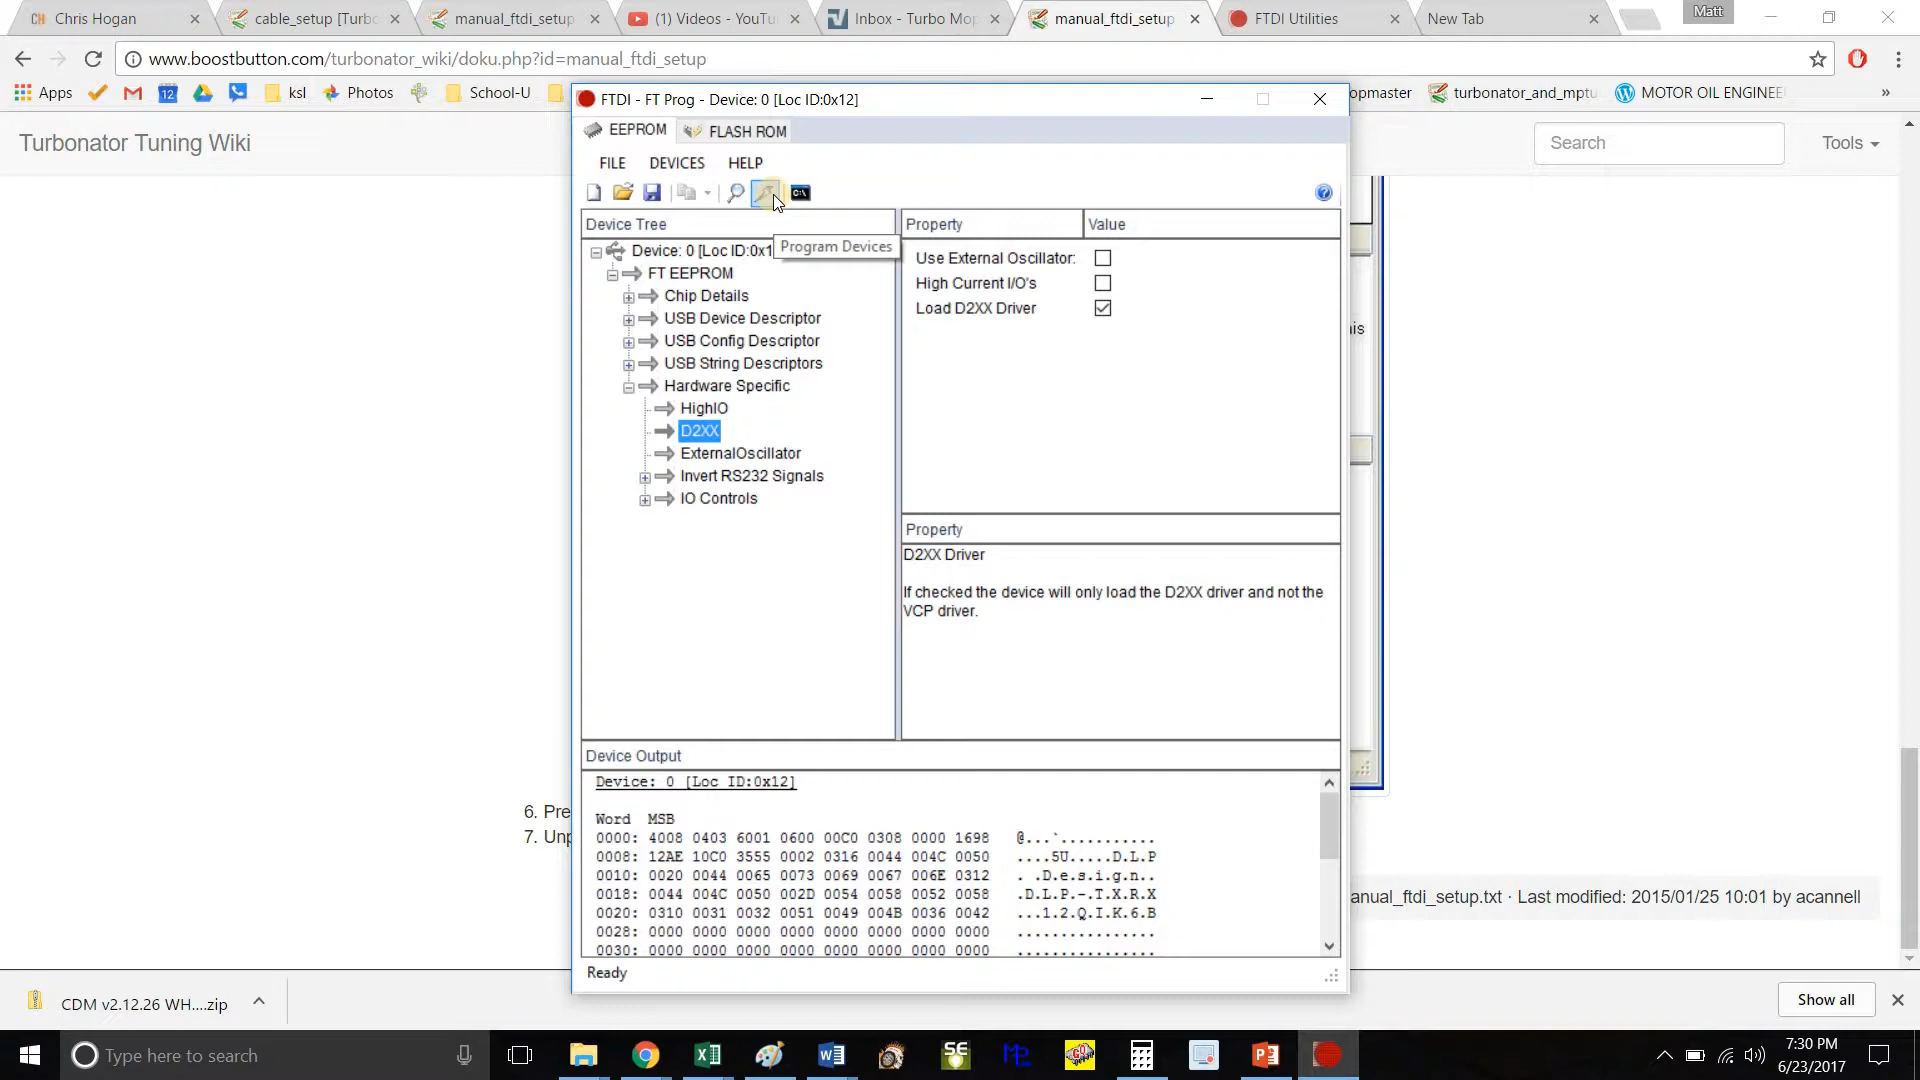 Chris Hogan
cable_setup [Turbo
manual_ftdi_setup
(1) Videos - YouTu
Inbox - Turbo Mop
manual_ftdi_setup
FTDI Utilities
New Tab
Matt
www.boostbutton.com/turbonator_wiki/doku.php?id=manual_ftdi_setup
Apps
12
ksl
Photos
School-U
opmaster
turbonator_and_mptu
MOTOR OIL ENGINEE
»
Turbonator Tuning Wiki
Search
Tools
FTDI - FT Prog - Device: 0 [Loc ID:0x12]
EEPROM
FLASH ROM
FILE
DEVICES
HELP
C:\
Device Tree
Property
Value
Program Devices
Device: 0 [Loc ID:0x1
FT EEPROM
Chip Details
USB Device Descriptor
USB Config Descriptor
USB String Descriptors
Hardware Specific
HighIO
D2XX
ExternalOscillator
Invert RS232 Signals
IO Controls
Use External Oscillator:
High Current I/O's
Load D2XX Driver
Property
D2XX Driver
If checked the device will only load the D2XX driver and not the
VCP driver.
his
Device Output
Device: 0 [Loc ID:0x12]
Word MSB
0000: 4008 0403 6001 0600 00C0 0308 0000 1698 @...`...........
0008: 12AE 10C0 3555 0002 0316 0044 004C 0050 ....5U.....D.L.P
0010: 0020 0044 0065 0073 0069 0067 006E 0312 . .D.e.s.i.g.n..
0018: 0044 004C 0050 002D 0054 0058 0052 0058 .D.L.P.-.T.X.R.X
0020: 0310 0031 0032 0051 0049 004B 0036 0042 ...1.2.Q.I.K.6.B
0028: 0000 0000 0000 0000 0000 0000 0000 0000 ................
0030: 0000 0000 0000 0000 0000 0000 0000 0000 ................
Ready
6. Pre
7. Unp
anual_ftdi_setup.txt · Last modified: 2015/01/25 10:01 by acannell
CDM v2.12.26 WH....zip
Show all
Type here to search
SE
GO
7:30 PM
6/23/2017